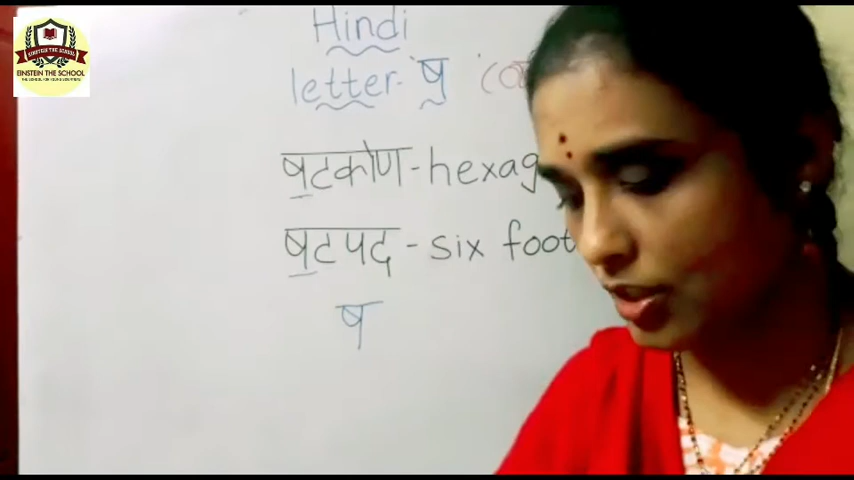 EINSTEIN THE SCHOOL
EINSTEIN THE SCHOOL
Hindi
letter- ष
षटकोण-hexag
षटपद - six foot
ष